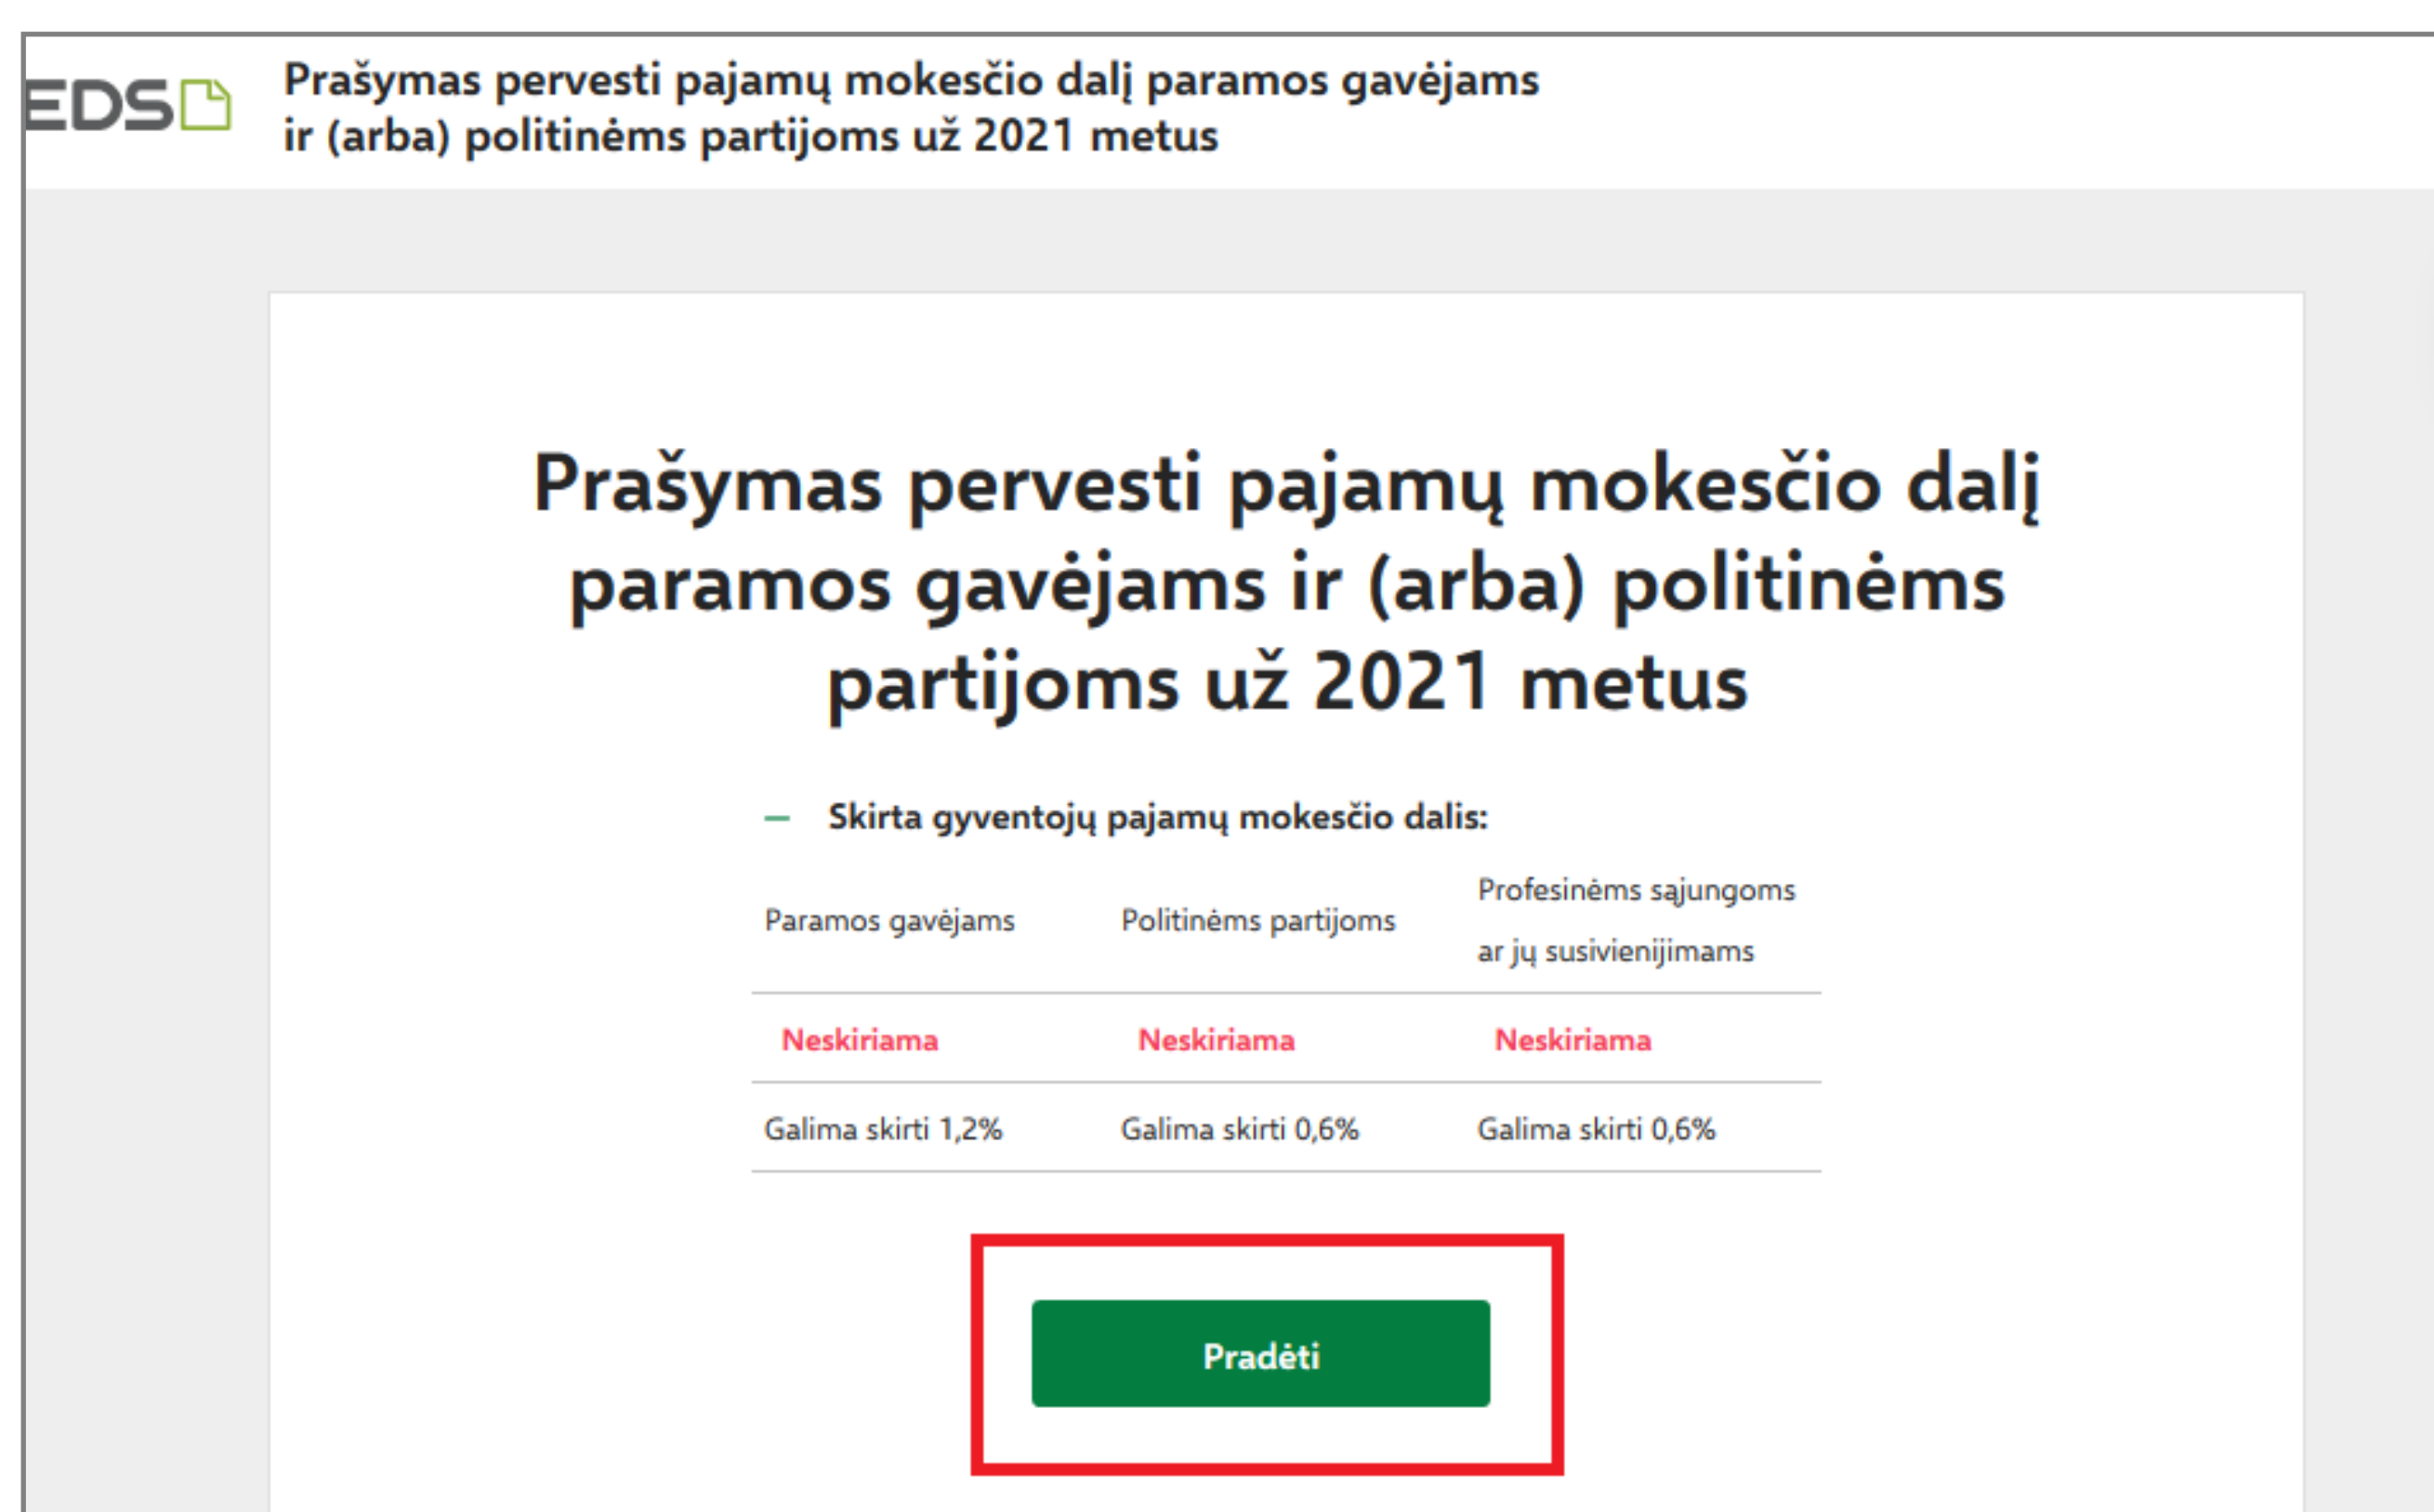 EDS
Prašymas pervesti pajamų mokesčio dalį paramos gavėjams
ir (arba) politinėms partijoms už 2021 metus
Prašymas pervesti pajamų mokesčio dalį
paramos gavėjams ir (arba) politinėms
partijoms už 2021 metus
– Skirta gyventojų pajamų mokesčio dalis:
Paramos gavėjams Politinėms partijoms Profesinėms sąjungoms
ar jų susivienijimams
Neskiriama Neskiriama Neskiriama
Galima skirti 1,2% Galima skirti 0,6% Galima skirti 0,6%
Pradėti